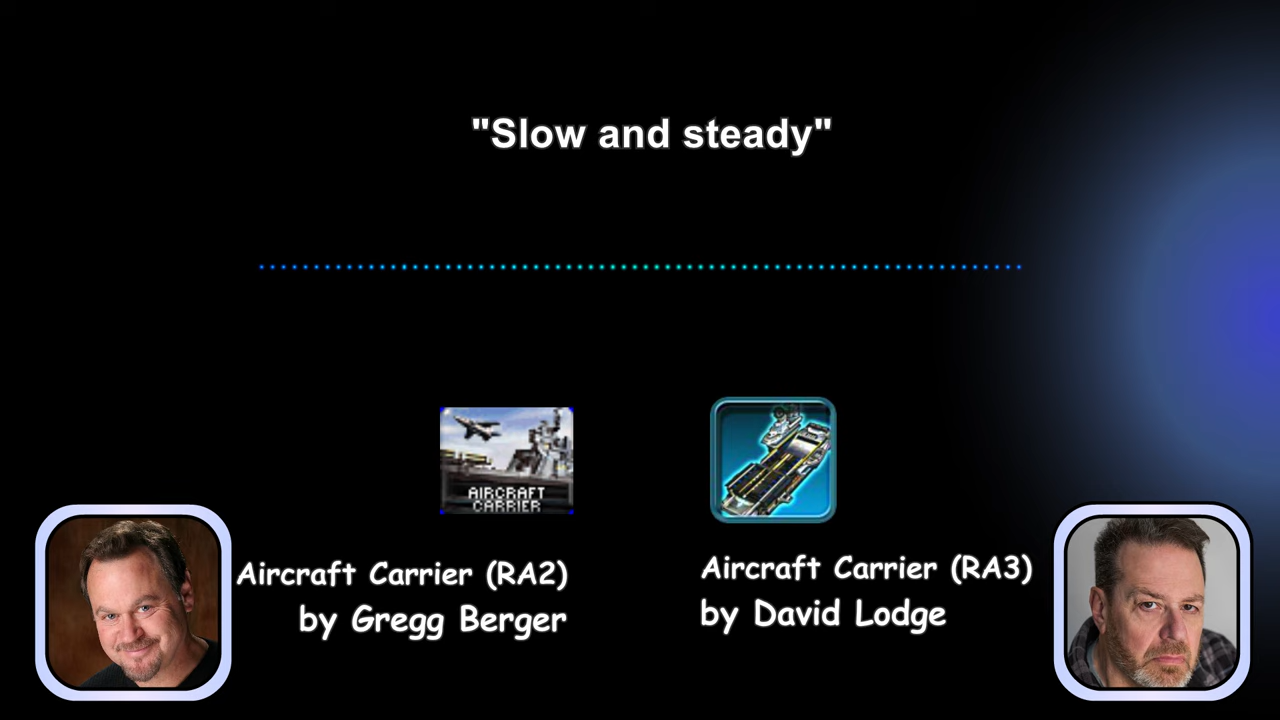 "Slow and steady"
AIRCRAFT
CARRIER
Aircraft Carrier (RA2)
by Gregg Berger
Aircraft Carrier (RA3)
by David Lodge